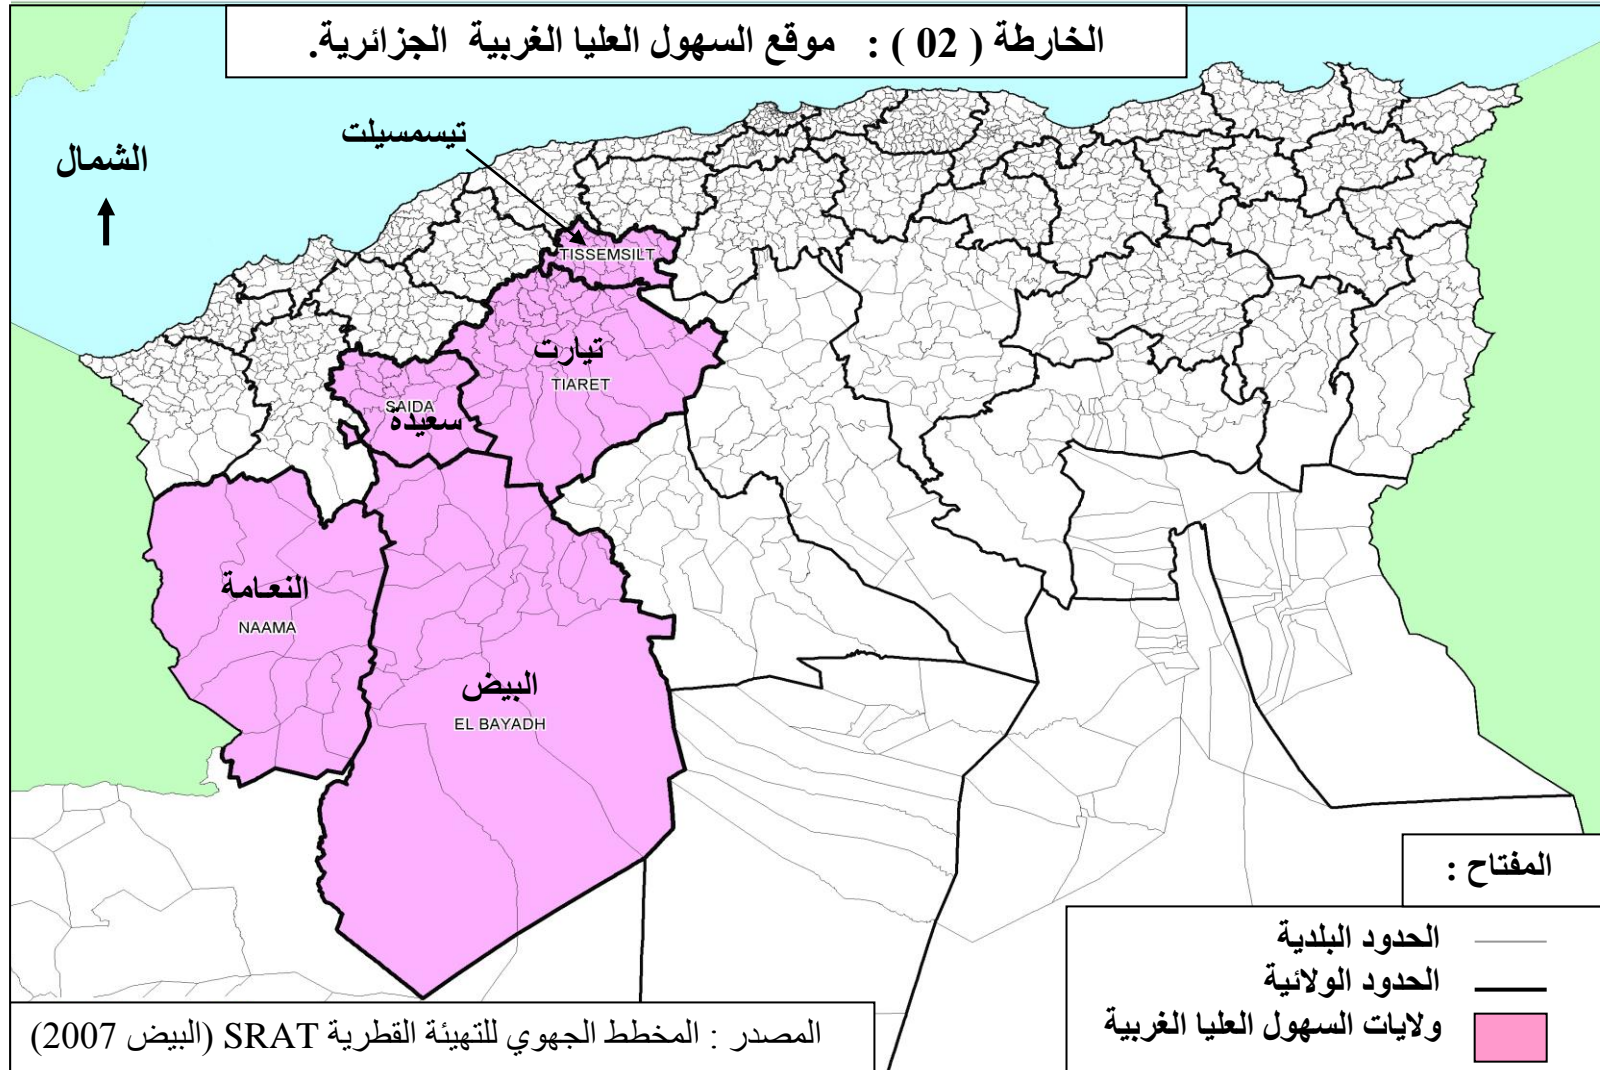 الخارطة ( 02 ) : موقع السهول العليا الغربية الجزائرية.
تيسمسيلت
الشمال
TISSEMSILT
تيارت
TIARET
SAIDA
سعيدة
النعامة
NAAMA
البيض
EL BAYADH
المفتاح :
الحدود البلدية
الحدود الولائية
ولايات السهول العليا الغربية
المصدر : المخطط الجهوي للتهيئة القطرية SRAT (البيض 2007)